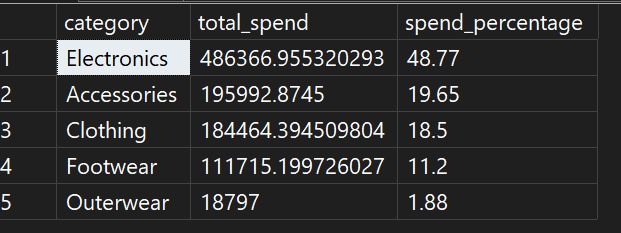 category total_spend spend_percentage
1 Electronics 486366.955320293 48.77
2 Accessories 195992.8745 19.65
3 Clothing 184464.394509804 18.5
4 Footwear 111715.199726027 11.2
5 Outerwear 18797 1.88